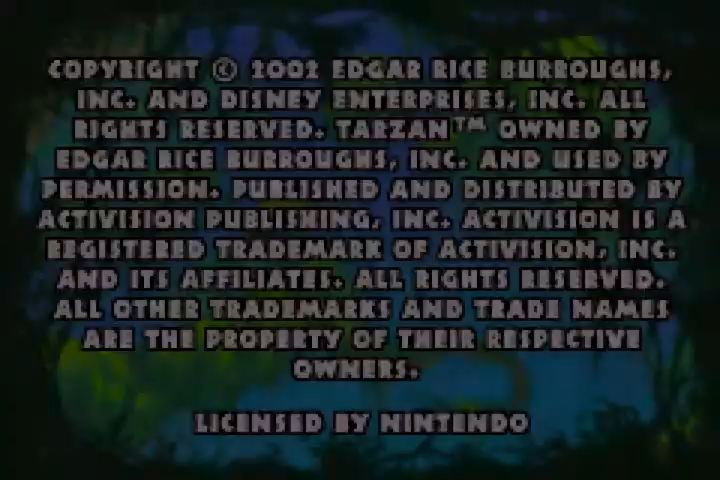 COPYRIGHT © 2002 EDGAR RICE BURROUGHS,
INC. AND DISNEY ENTERPRISES, INC. ALL
RIGHTS RESERVED. TARZAN™ OWNED BY
EDGAR RICE BURROUGHS, INC. AND USED BY
PERMISSION. PUBLISHED AND DISTRIBUTED BY
ACTIVISION PUBLISHING, INC. ACTIVISION IS A
REGISTERED TRADEMARK OF ACTIVISION, INC.
AND ITS AFFILIATES. ALL RIGHTS RESERVED.
ALL OTHER TRADEMARKS AND TRADE NAMES
ARE THE PROPERTY OF THEIR RESPECTIVE
OWNERS.
LICENSED BY NINTENDO